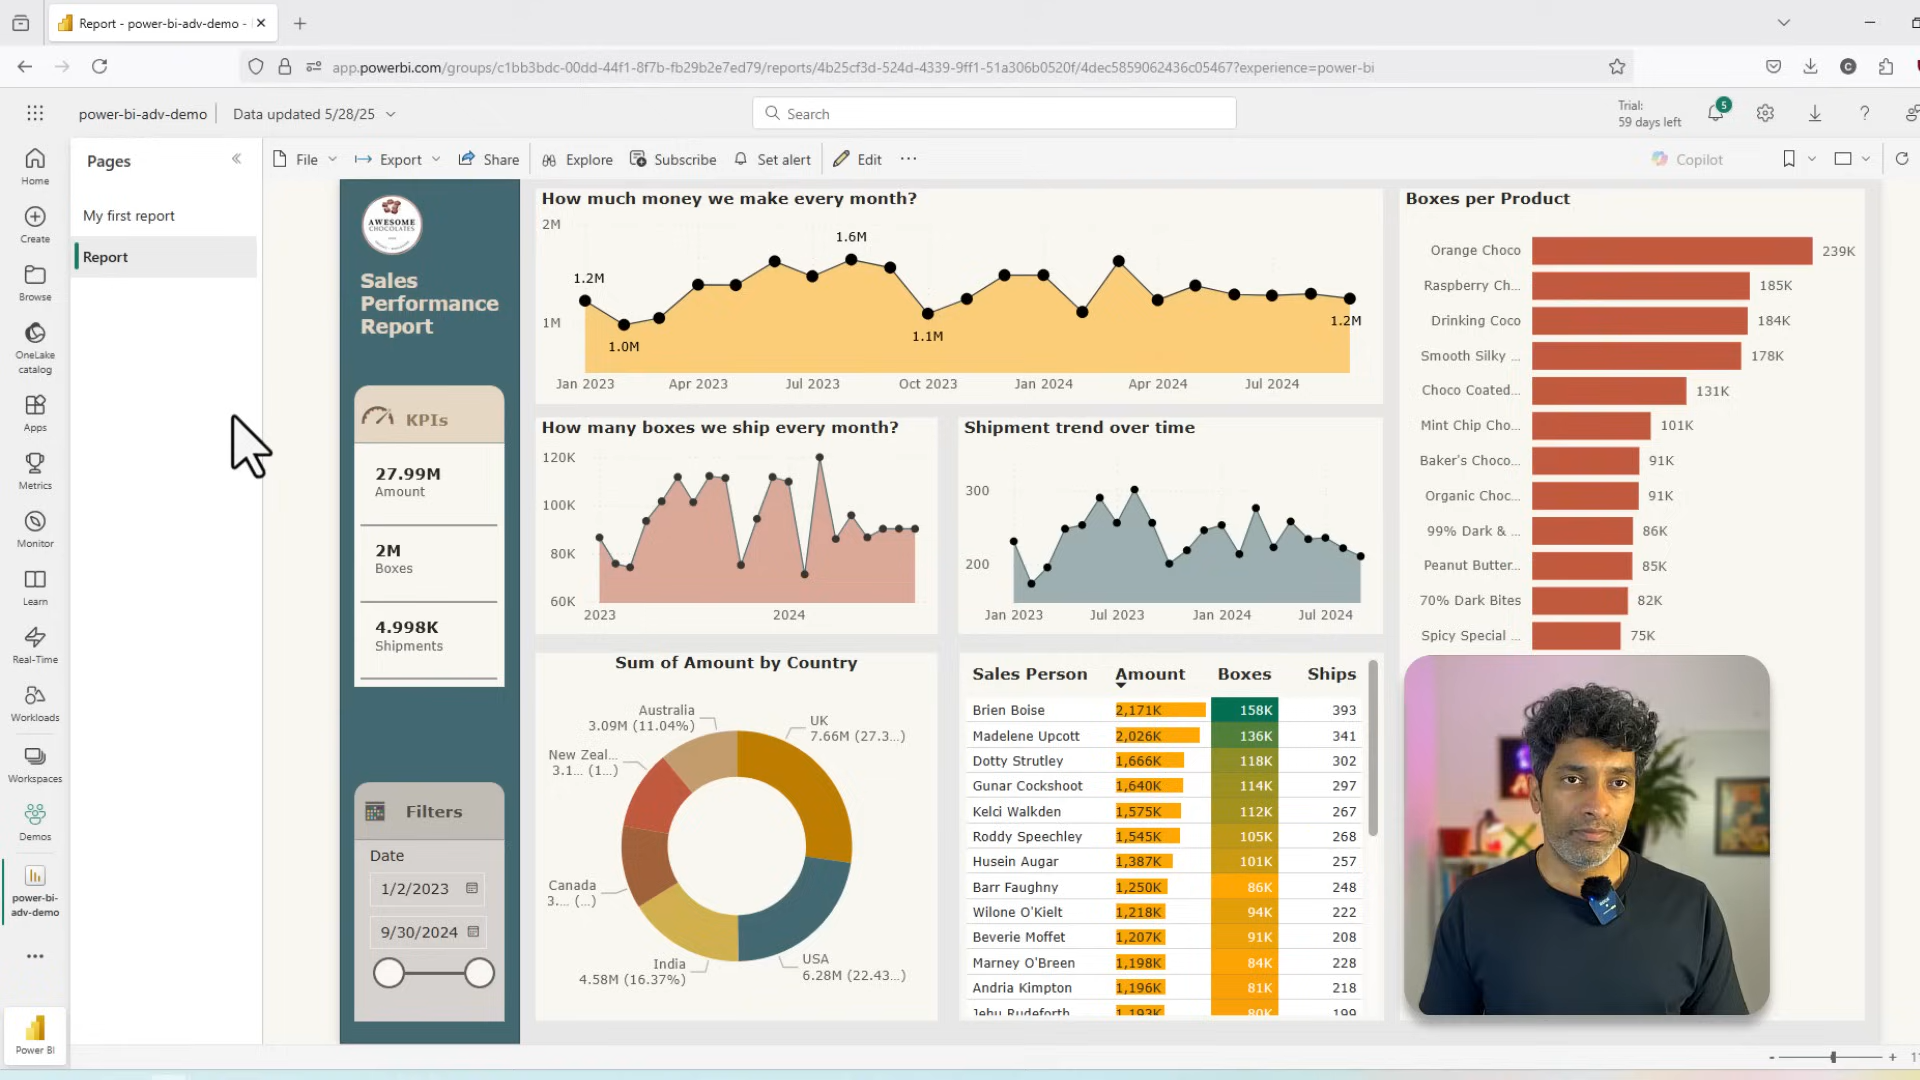 Report - power-bi-adv-demo -
app.powerbi.com/groups/c1bb3bdc-00dd-44f1-8f7b-fb29b2e7ed79/reports/4b25cf3d-524d-4339-9ff1-51a306b0520f/4dec5859062436c05467?experience=power-bi
power-bi-adv-demo
Data updated 5/28/25
Search
Trial:
59 days left
5
Pages
My first report
Report
Home
Create
Browse
OneLake
catalog
Apps
Metrics
Monitor
Learn
Real-Time
Workloads
Workspaces
Demos
power-bi-
adv-demo
Power BI
File
Export
Share
Explore
Subscribe
Set alert
Edit
Copilot
AWESOME
CHOCOLATES
Sales
Performance
Report
KPIs
27.99M
Amount
2M
Boxes
4.998K
Shipments
Filters
Date
1/2/2023
9/30/2024
How much money we make every month?
2M
1M
1.2M
1.0M
1.6M
1.1M
1.2M
Jan 2023
Apr 2023
Jul 2023
Oct 2023
Jan 2024
Apr 2024
Jul 2024
How many boxes we ship every month?
120K
100K
80K
60K
2023
2024
Shipment trend over time
300
200
Jan 2023
Jul 2023
Jan 2024
Jul 2024
Sum of Amount by Country
Australia
3.09M (11.04%)
UK
7.66M (27.3...)
New Zeal...
3.1... (1...)
Canada
3.... (...)
India
4.58M (16.37%)
USA
6.28M (22.43...)
Sales Person Amount Boxes Ships
Brien Boise 2,171K 158K 393
Madelene Upcott 2,026K 136K 341
Dotty Strutley 1,666K 118K 302
Gunar Cockshoot 1,640K 114K 297
Kelci Walkden 1,575K 112K 267
Roddy Speechley 1,545K 105K 268
Husein Augar 1,387K 101K 257
Barr Faughny 1,250K 86K 248
Wilone O'Kielt 1,218K 94K 222
Beverie Moffet 1,207K 91K 208
Marney O'Breen 1,198K 84K 228
Andria Kimpton 1,196K 81K 218
Jehu Rudeforth 1,193K 80K 199
Boxes per Product
Orange Choco 239K
Raspberry Ch... 185K
Drinking Coco 184K
Smooth Silky ... 178K
Choco Coated... 131K
Mint Chip Cho... 101K
Baker's Choco... 91K
Organic Choc... 91K
99% Dark & ... 86K
Peanut Butter... 85K
70% Dark Bites 82K
Spicy Special ... 75K